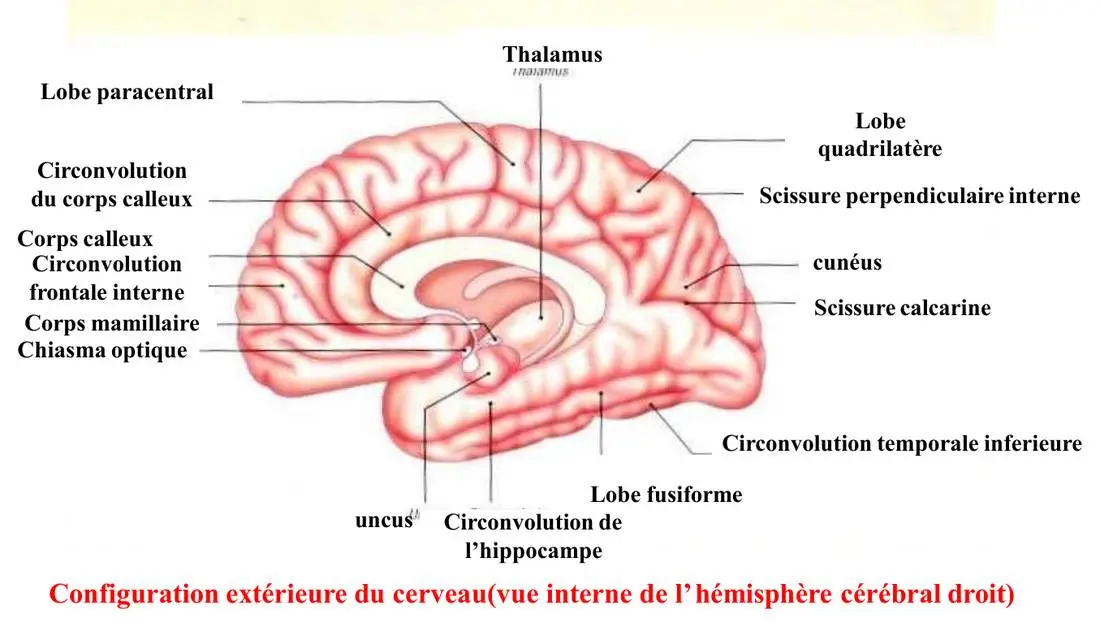 Thalamus
Thalamus
Lobe paracentral
Lobe
quadrilatère
Circonvolution
du corps calleux
Scissure perpendiculaire interne
Corps calleux
Circonvolution
frontale interne
cunéus
Scissure calcarine
Corps mamillaire
Chiasma optique
Circonvolution temporale inferieure
Lobe fusiforme
uncus
Circonvolution de
l’hippocampe
Configuration extérieure du cerveau(vue interne de l’ hémisphère cérébral droit)